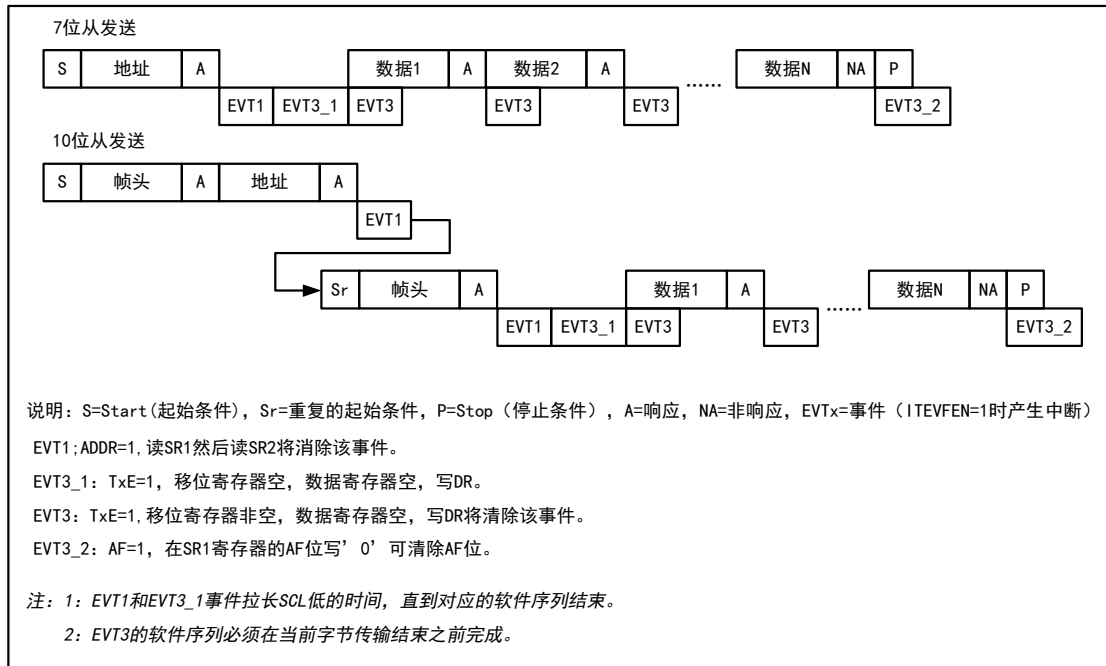 7位从发送
S 地址 A 数据1 A 数据2 A …… 数据N NA P
EVT1 EVT3_1 EVT3 EVT3 EVT3 EVT3_2
10位从发送
S 帧头 A 地址 A
EVT1
Sr 帧头 A 数据1 A …… 数据N NA P
EVT1 EVT3_1 EVT3 EVT3 EVT3_2
说明：S=Start(起始条件)，Sr=重复的起始条件，P=Stop（停止条件），A=响应，NA=非响应，EVTx=事件（ITEVFEN=1时产生中断）
EVT1;ADDR=1,读SR1然后读SR2将消除该事件。
EVT3_1：TxE=1，移位寄存器空，数据寄存器空，写DR。
EVT3：TxE=1,移位寄存器非空，数据寄存器空，写DR将清除该事件。
EVT3_2：AF=1，在SR1寄存器的AF位写’0’可清除AF位。
注：1：EVT1和EVT3_1事件拉长SCL低的时间，直到对应的软件序列结束。
2：EVT3的软件序列必须在当前字节传输结束之前完成。